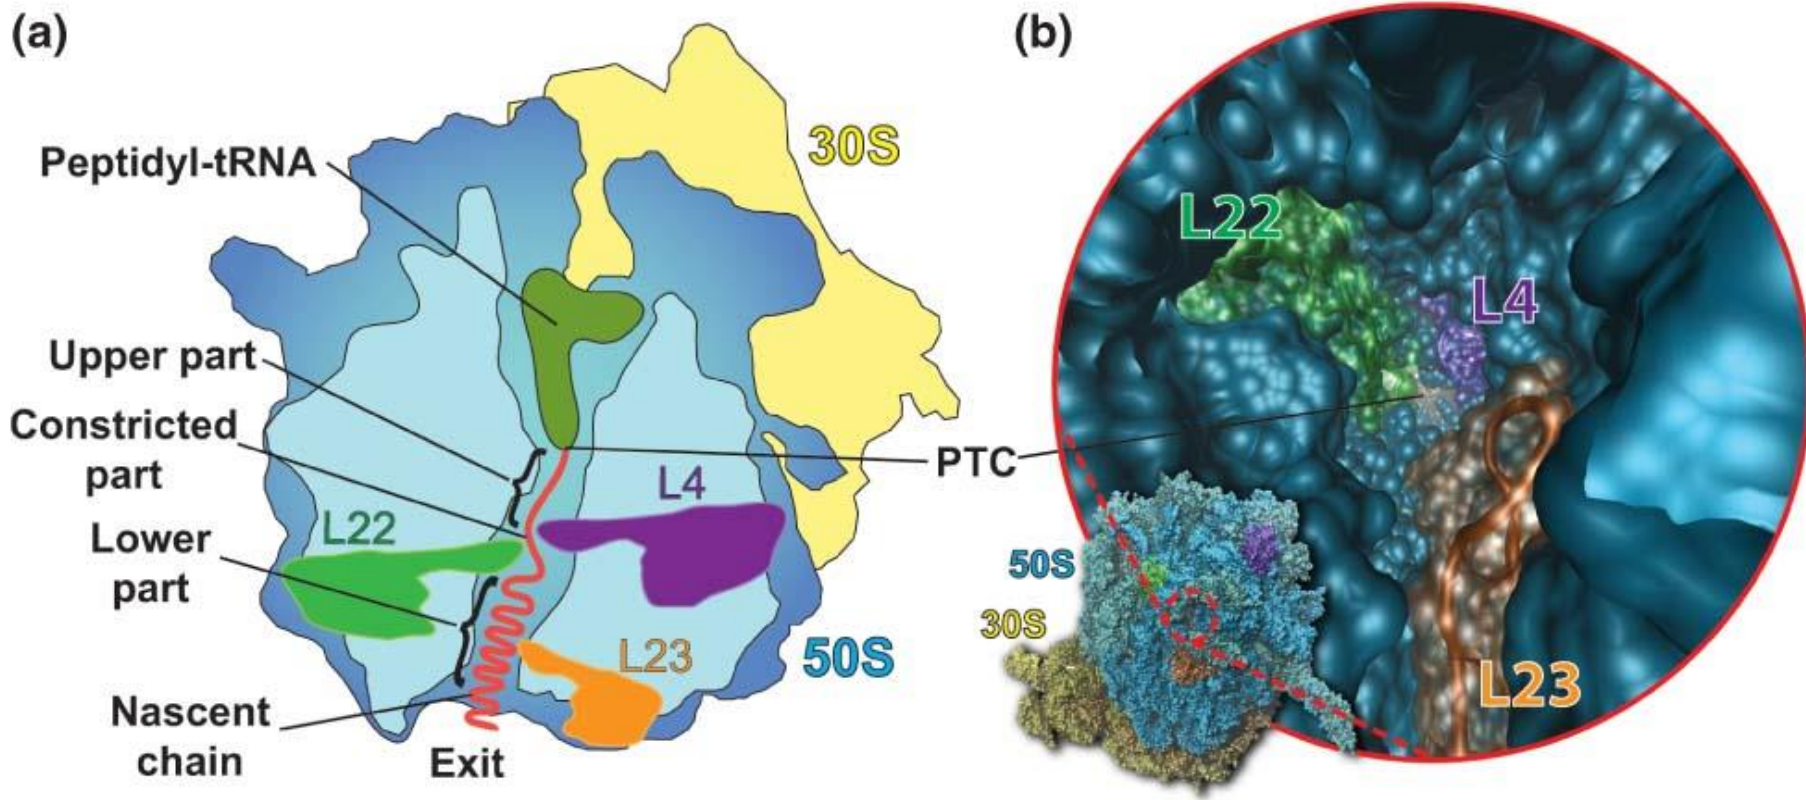 (a)
Peptidyl-tRNA
30S
Upper part
Constricted
part
L4
L22
Lower
part
L23
50S
Nascent
chain
Exit
PTC
(b)
L22
L4
50S
30S
L23